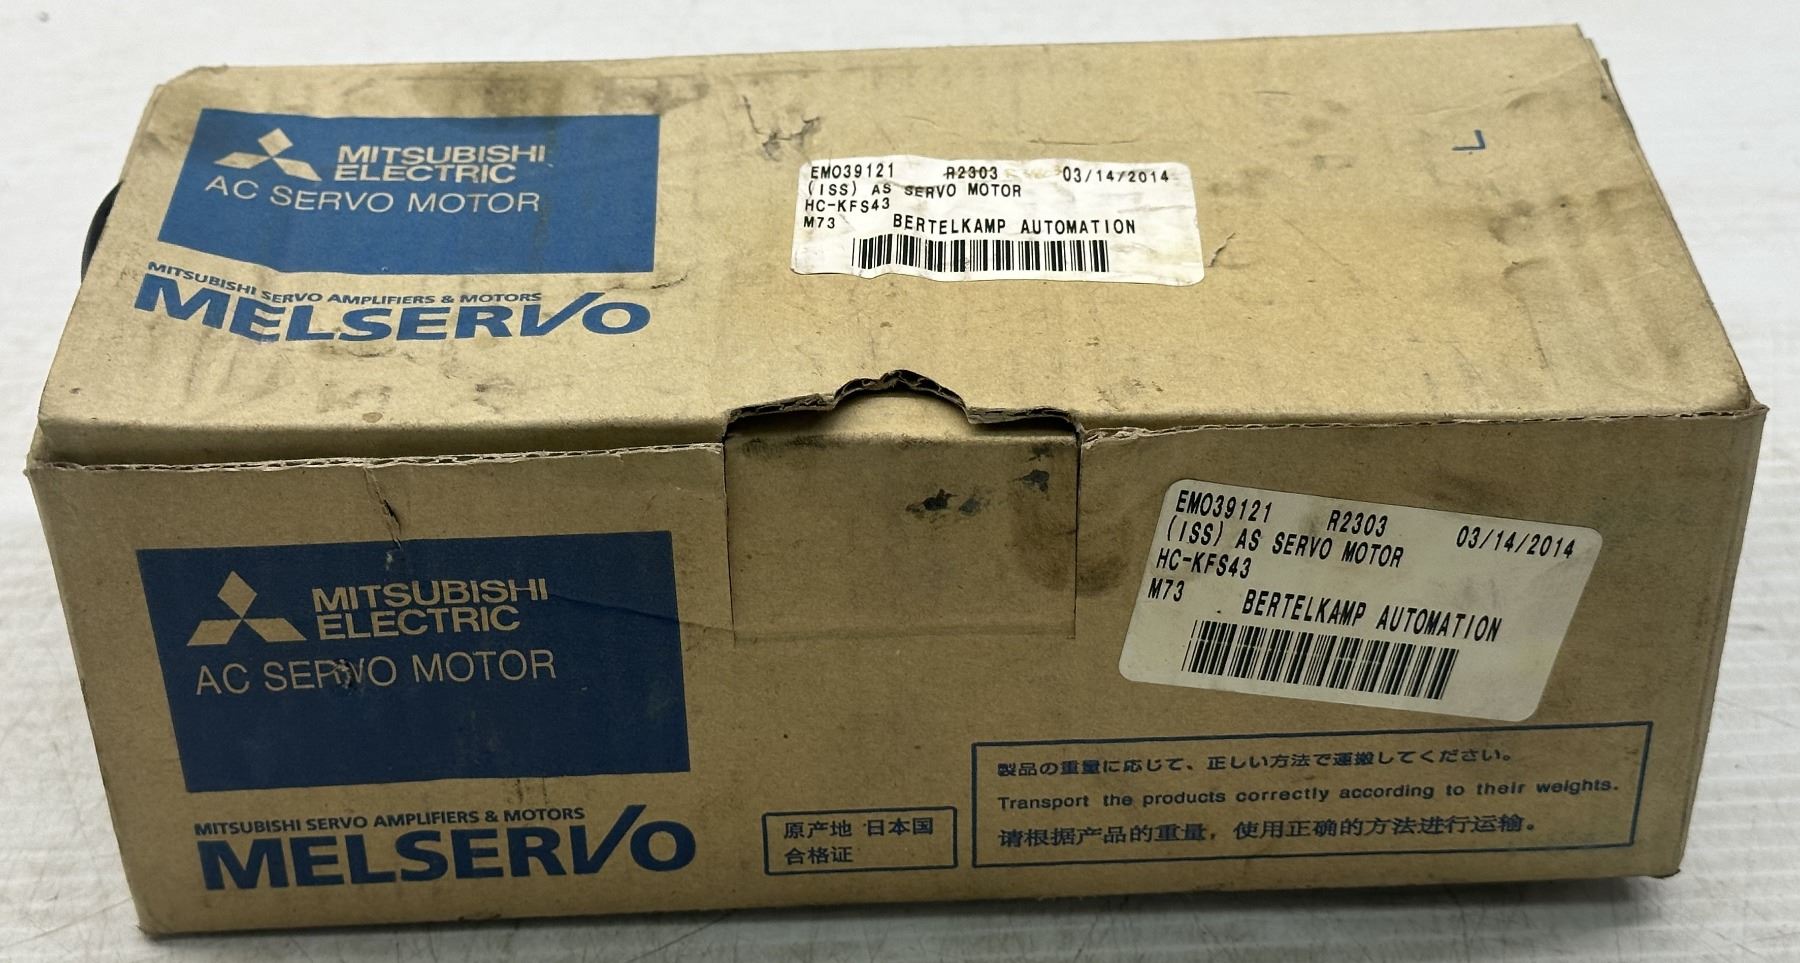 MITSUBISHI
ELECTRIC
AC SERVO MOTOR
MITSUBISHI SERVO AMPLIFIERS & MOTORS
MELSERVO
EM039121 R2303 03/14/2014
(ISS) AS SERVO MOTOR
HC-KFS43
M73 BERTELKAMP AUTOMATION
MITSUBISHI
ELECTRIC
AC SERVO MOTOR
MITSUBISHI SERVO AMPLIFIERS & MOTORS
MELSERVO
EM039121 R2303 03/14/2014
(ISS) AS SERVO MOTOR
HC-KFS43
M73 BERTELKAMP AUTOMATION
原产地 日本国
合格证
製品の重量に応じて、正しい方法で運搬してください。
Transport the products correctly according to their weights.
请根据产品的重量，使用正确的方法进行运输。